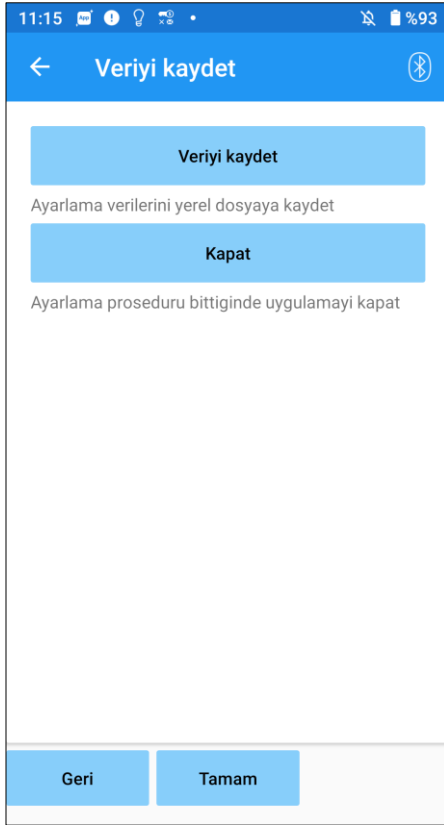 11:15 %93
Veriyi kaydet
Veriyi kaydet
Ayarlama verilerini yerel dosyaya kaydet
Kapat
Ayarlama proseduru bittiginde uygulamayi kapat
Geri Tamam